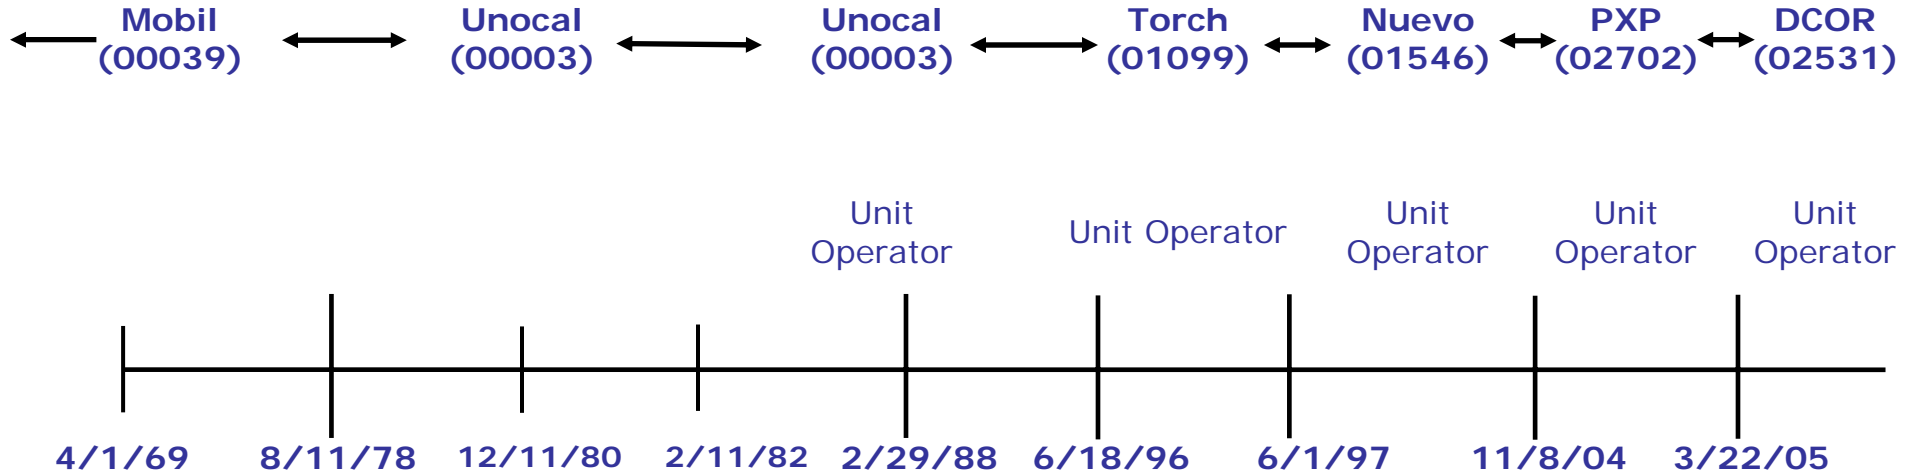 Mobil Unocal Unocal Torch Nuevo PXP DCOR
(00039) (00003) (00003) (01099) (01546) (02702) (02531)
Unit Unit Operator Unit Unit Unit
Operator Operator Operator Operator
4/1/69 8/11/78 12/11/80 2/11/82 2/29/88 6/18/96 6/1/97 11/8/04 3/22/05